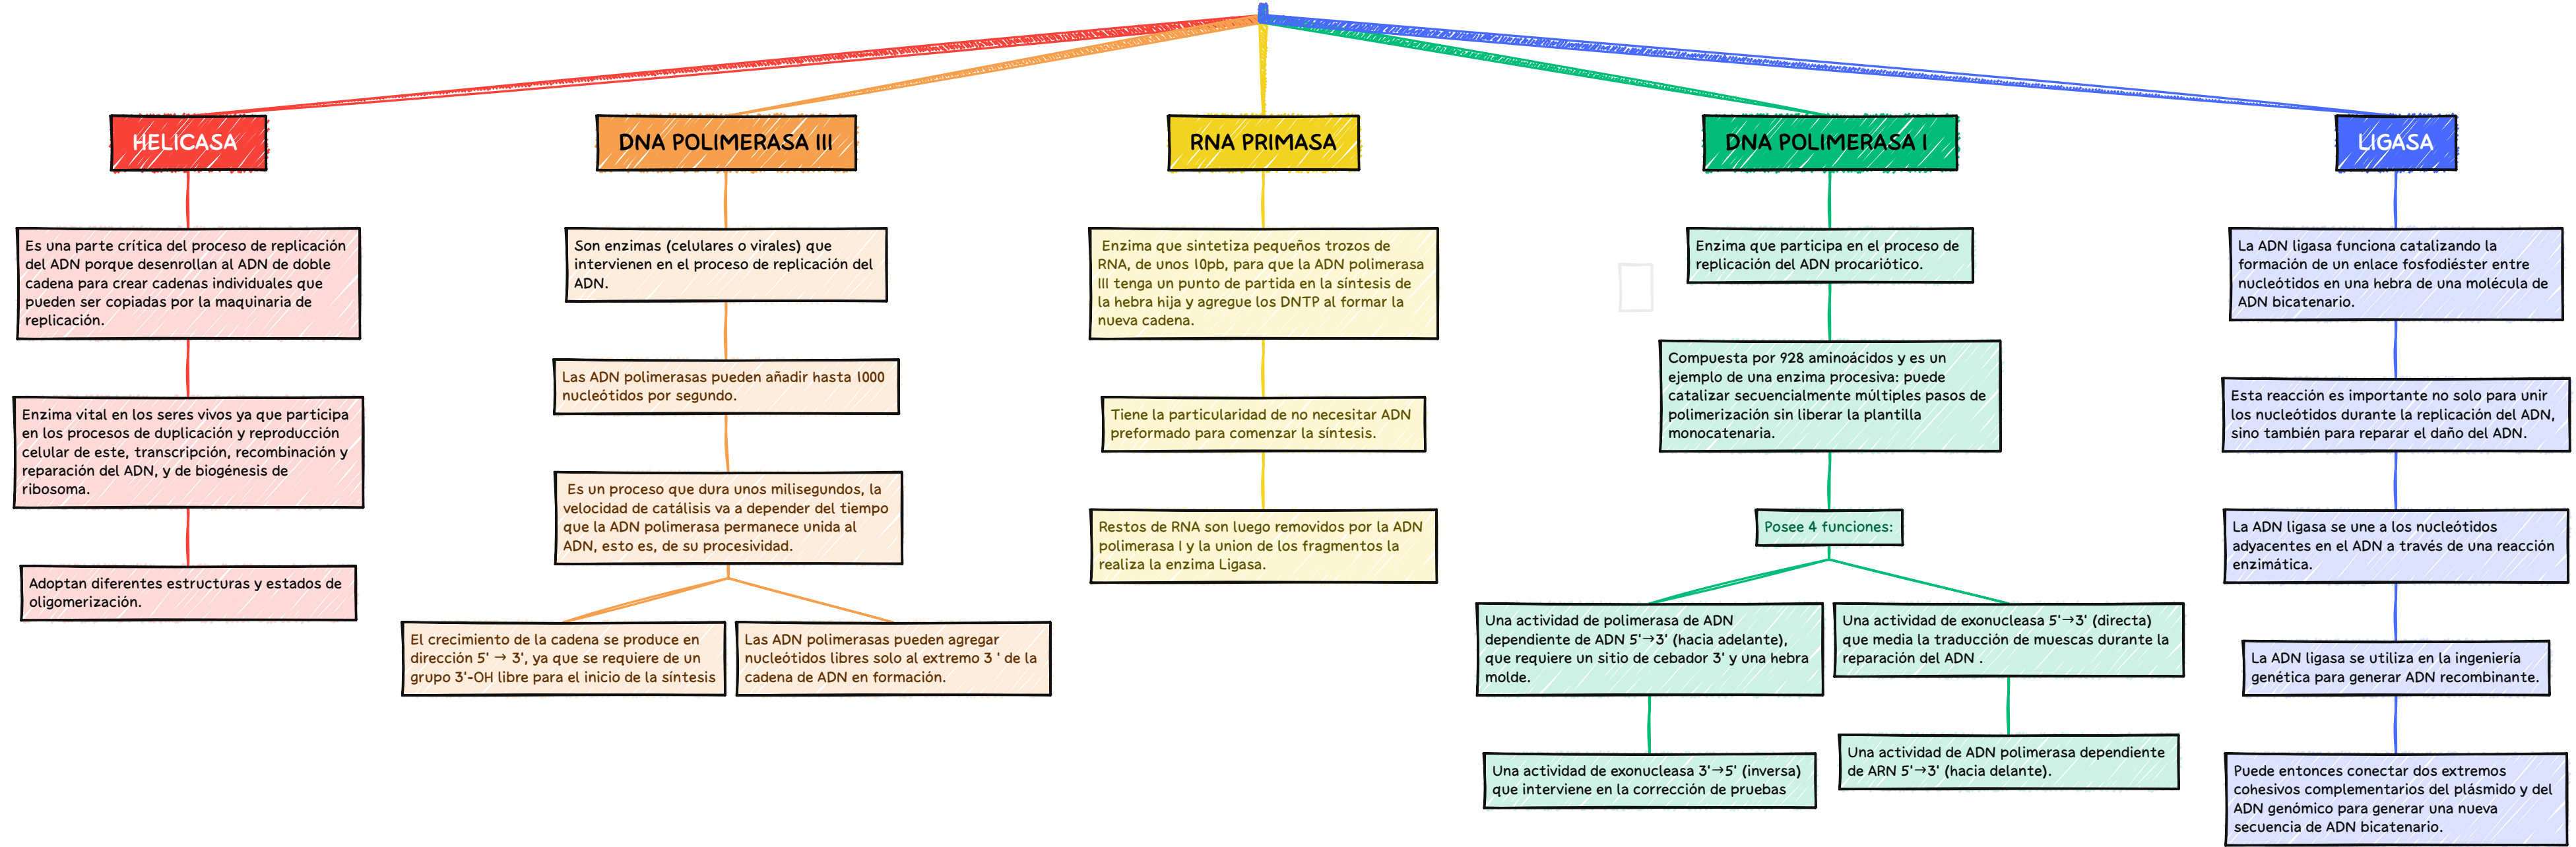 HELICASA
Es una parte crítica del proceso de replicación
del ADN porque desenrollan al ADN de doble
cadena para crear cadenas individuales que
pueden ser copiadas por la maquinaria de
replicación.
Enzima vital en los seres vivos ya que participa
en los procesos de duplicación y reproducción
celular de este, transcripción, recombinación y
reparación del ADN, y de biogénesis de
ribosoma.
Adoptan diferentes estructuras y estados de
oligomerización.
DNA POLIMERASA III
Son enzimas (celulares o virales) que
intervienen en el proceso de replicación del
ADN.
Las ADN polimerasas pueden añadir hasta 1000
nucleótidos por segundo.
Es un proceso que dura unos milisegundos, la
velocidad de catálisis va a depender del tiempo
que la ADN polimerasa permanece unida al
ADN, esto es, de su procesividad.
El crecimiento de la cadena se produce en
dirección 5' → 3', ya que se requiere de un
grupo 3'-OH libre para el inicio de la síntesis
Las ADN polimerasas pueden agregar
nucleótidos libres solo al extremo 3 ' de la
cadena de ADN en formación.
RNA PRIMASA
Enzima que sintetiza pequeños trozos de
RNA, de unos 10pb, para que la ADN polimerasa
III tenga un punto de partida en la síntesis de
la hebra hija y agregue los DNTP al formar la
nueva cadena.
Tiene la particularidad de no necesitar ADN
preformado para comenzar la síntesis.
Restos de RNA son luego removidos por la ADN
polimerasa I y la union de los fragmentos la
realiza la enzima Ligasa.
DNA POLIMERASA I
Enzima que participa en el proceso de
replicación del ADN procariótico.
Compuesta por 928 aminoácidos y es un
ejemplo de una enzima procesiva: puede
catalizar secuencialmente múltiples pasos de
polimerización sin liberar la plantilla
monocatenaria.
Posee 4 funciones:
Una actividad de polimerasa de ADN
dependiente de ADN 5'→3' (hacia adelante),
que requiere un sitio de cebador 3' y una hebra
molde.
Una actividad de exonucleasa 3'→5' (inversa)
que interviene en la corrección de pruebas
Una actividad de exonucleasa 5'→3' (directa)
que media la traducción de muescas durante la
reparación del ADN .
Una actividad de ADN polimerasa dependiente
de ARN 5'→3' (hacia delante).
LIGASA
La ADN ligasa funciona catalizando la
formación de un enlace fosfodiéster entre
nucleótidos en una hebra de una molécula de
ADN bicatenario.
Esta reacción es importante no solo para unir
los nucleótidos durante la replicación del ADN,
sino también para reparar el daño del ADN.
La ADN ligasa se une a los nucleótidos
adyacentes en el ADN a través de una reacción
enzimática.
La ADN ligasa se utiliza en la ingeniería
genética para generar ADN recombinante.
Puede entonces conectar dos extremos
cohesivos complementarios del plásmido y del
ADN genómico para generar una nueva
secuencia de ADN bicatenario.